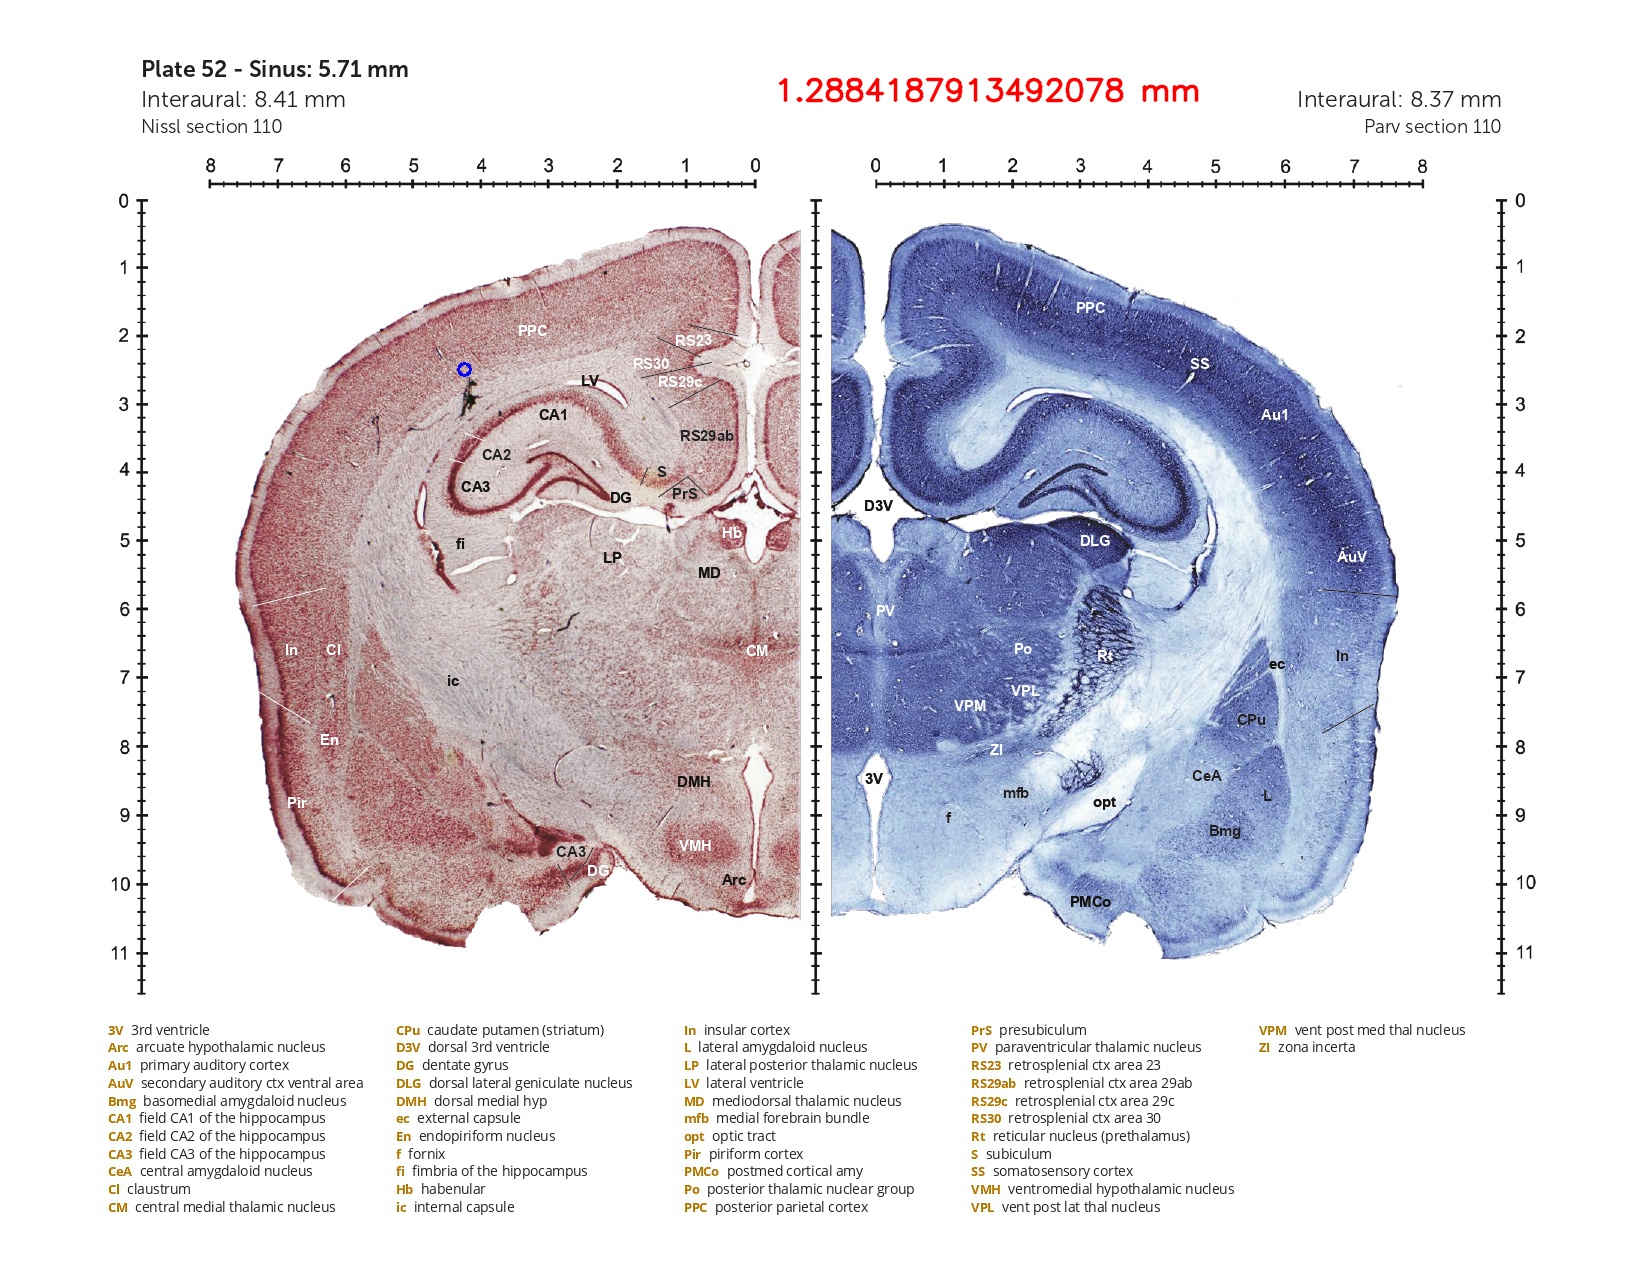 Plate 52 - Sinus: 5.71 mm
Interaural: 8.41 mm
Nissl section 110
1.2884187913492078 mm
Interaural: 8.37 mm
Parv section 110
8 7 6 5 4 3 2 1 0
0 1 2 3 4 5 6 7 8
0 0
1 1
2 2
3 3
4 4
5 5
6 6
7 7
8 8
9 9
10 10
11 11
PPC
RS23
RS30
RS29c
LV
CA1
RS29ab
CA2
S
CA3
PrS
DG
Hb
fi
LP
MD
In
Cl
CM
ic
En
DMH
Pir
VMH
CA3
DG
Arc
PPC
SS
Au1
D3V
DLG
AuV
PV
Po
Rt
In
ec
VPL
VPM
CPu
ZI
3V
CeA
mfb
L
opt
f
Bmg
PMCo
3V 3rd ventricle
Arc arcuate hypothalamic nucleus
Au1 primary auditory cortex
AuV secondary auditory ctx ventral area
Bmg basomedial amygdaloid nucleus
CA1 field CA1 of the hippocampus
CA2 field CA2 of the hippocampus
CA3 field CA3 of the hippocampus
CeA central amygdaloid nucleus
Cl claustrum
CM central medial thalamic nucleus
CPu caudate putamen (striatum)
D3V dorsal 3rd ventricle
DG dentate gyrus
DLG dorsal lateral geniculate nucleus
DMH dorsal medial hyp
ec external capsule
En endopiriform nucleus
f fornix
fi fimbria of the hippocampus
Hb habenular
ic internal capsule
In insular cortex
L lateral amygdaloid nucleus
LP lateral posterior thalamic nucleus
LV lateral ventricle
MD mediodorsal thalamic nucleus
mfb medial forebrain bundle
opt optic tract
Pir piriform cortex
PMCo postmed cortical amy
Po posterior thalamic nuclear group
PPC posterior parietal cortex
PrS presubiculum
PV paraventricular thalamic nucleus
RS23 retrosplenial ctx area 23
RS29ab retrosplenial ctx area 29ab
RS29c retrosplenial ctx area 29c
RS30 retrosplenial ctx area 30
Rt reticular nucleus (prethalamus)
S subiculum
SS somatosensory cortex
VMH ventromedial hypothalamic nucleus
VPL vent post lat thal nucleus
VPM vent post med thal nucleus
ZI zona incerta